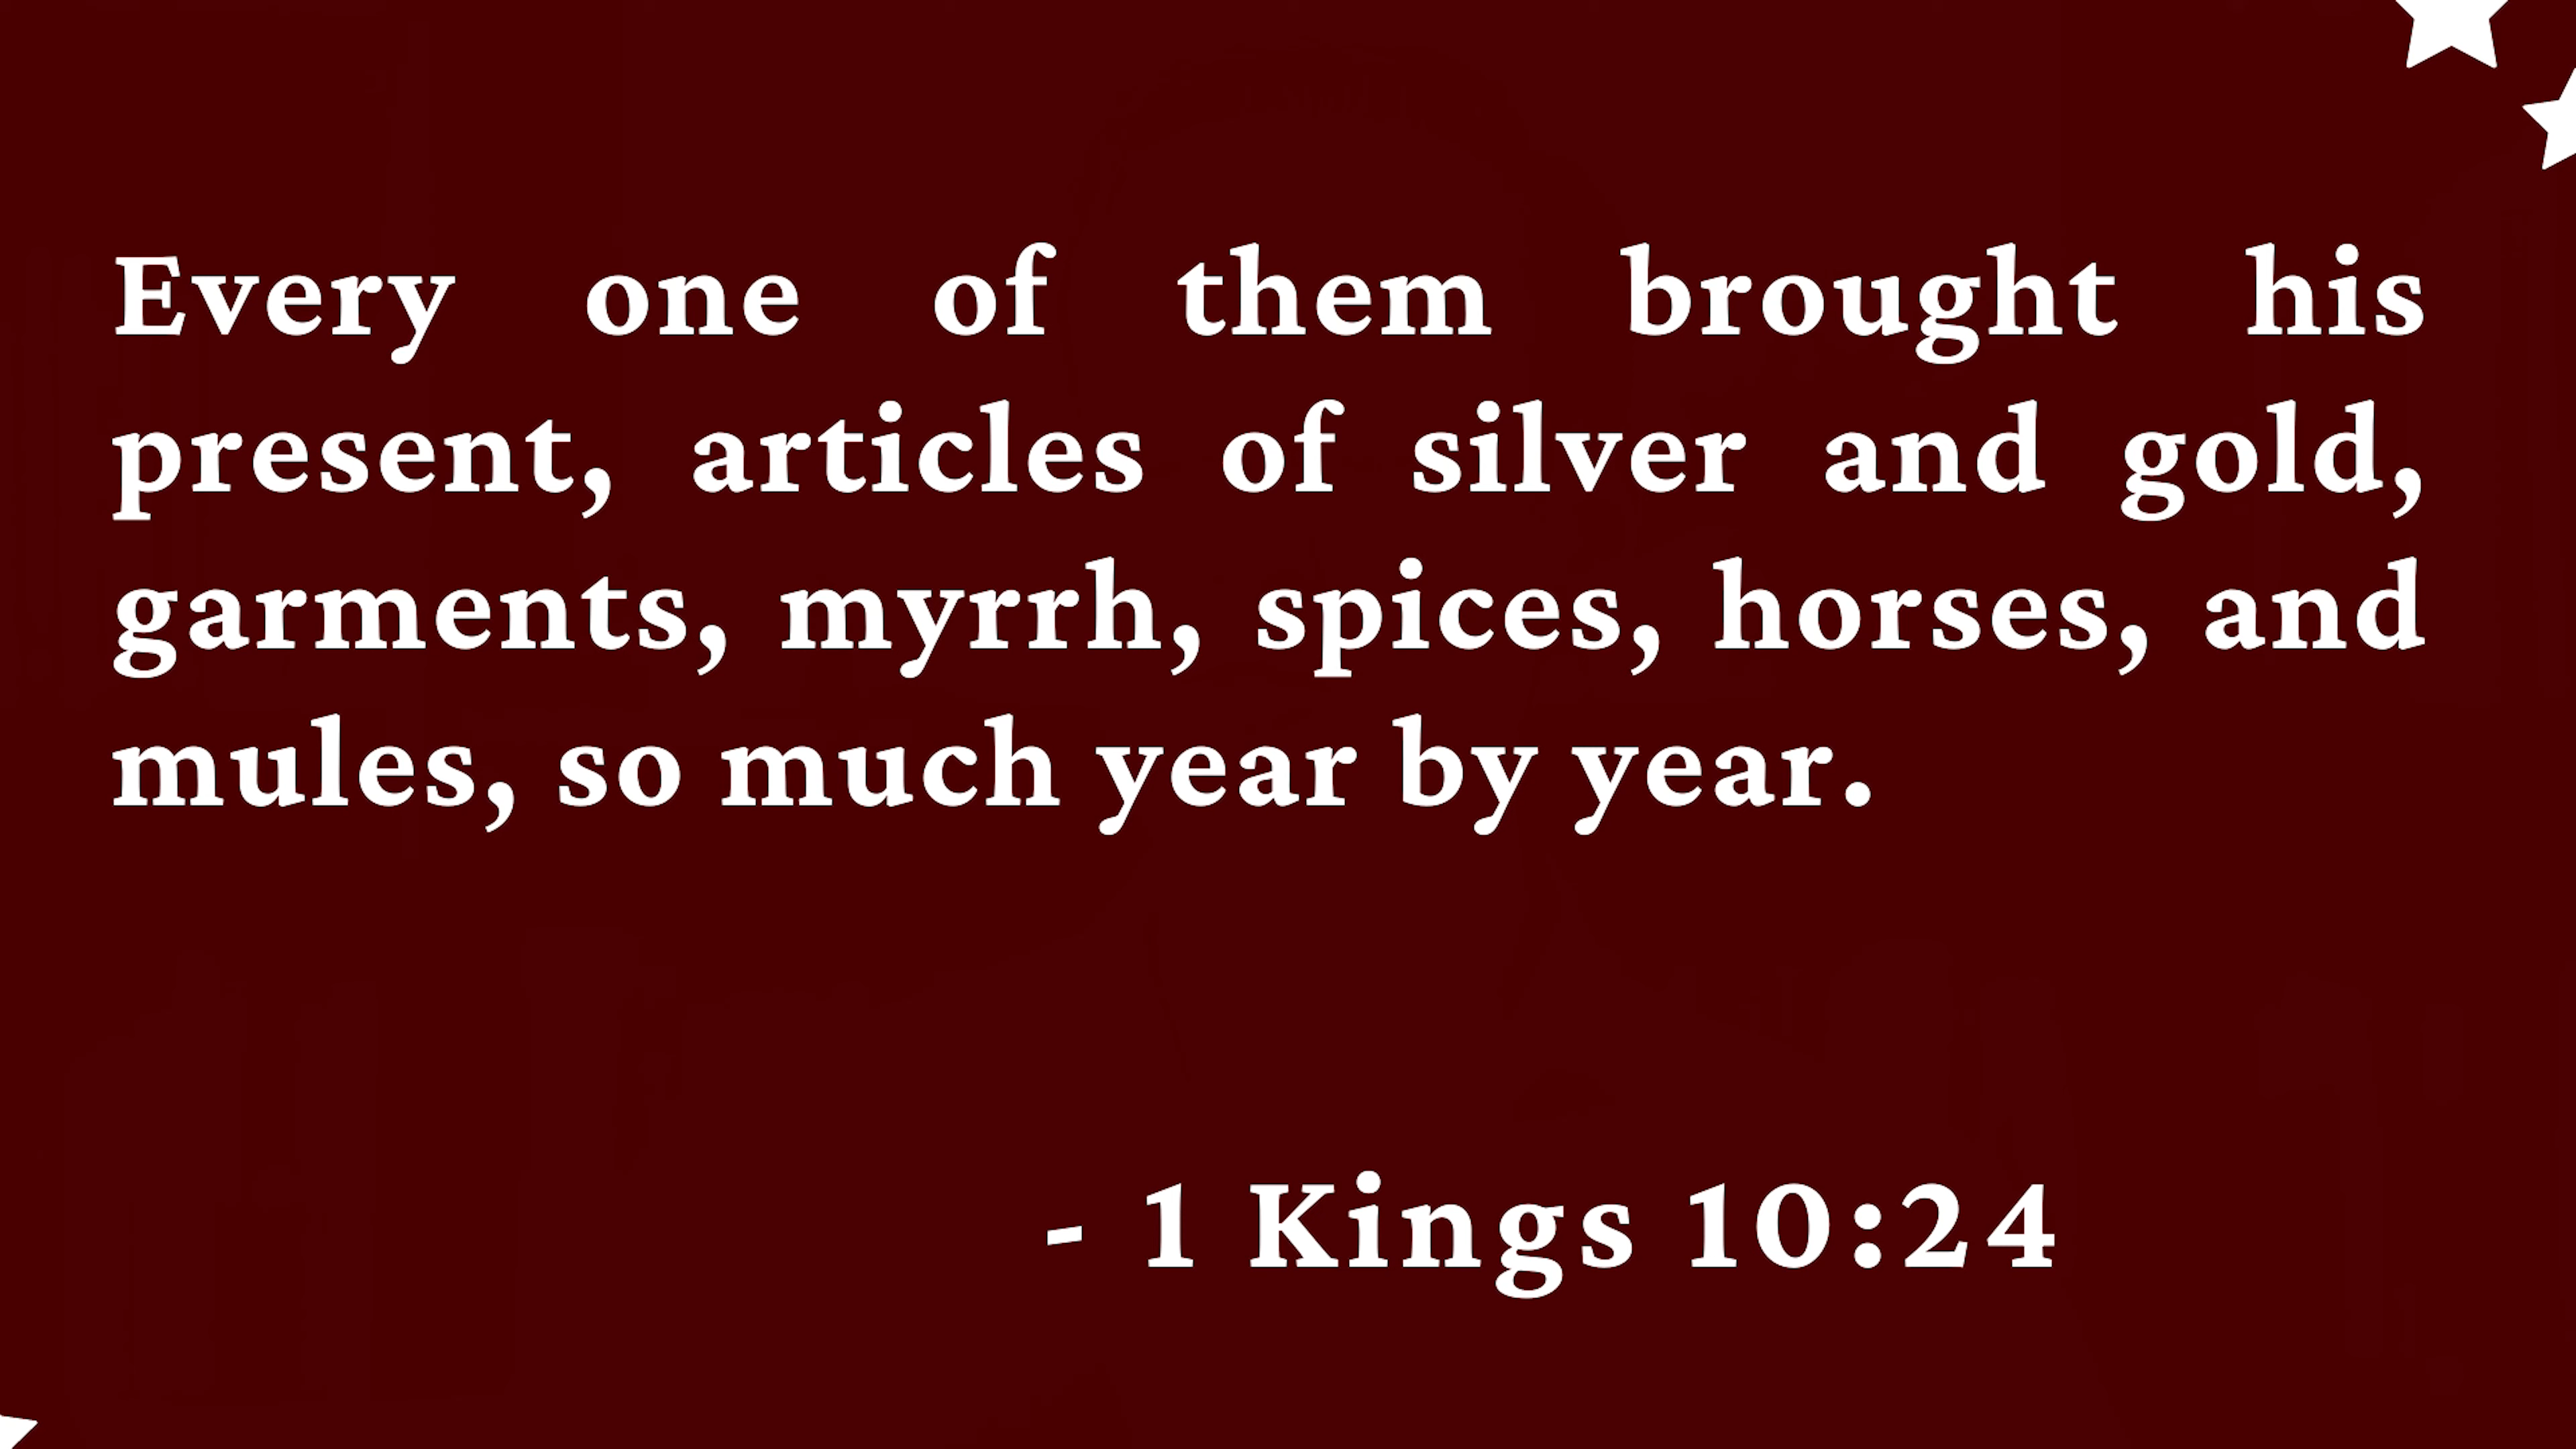 Every one of them brought his
present, articles of silver and gold,
garments, myrrh, spices, horses, and
mules, so much year by year.
- 1 Kings 10:24